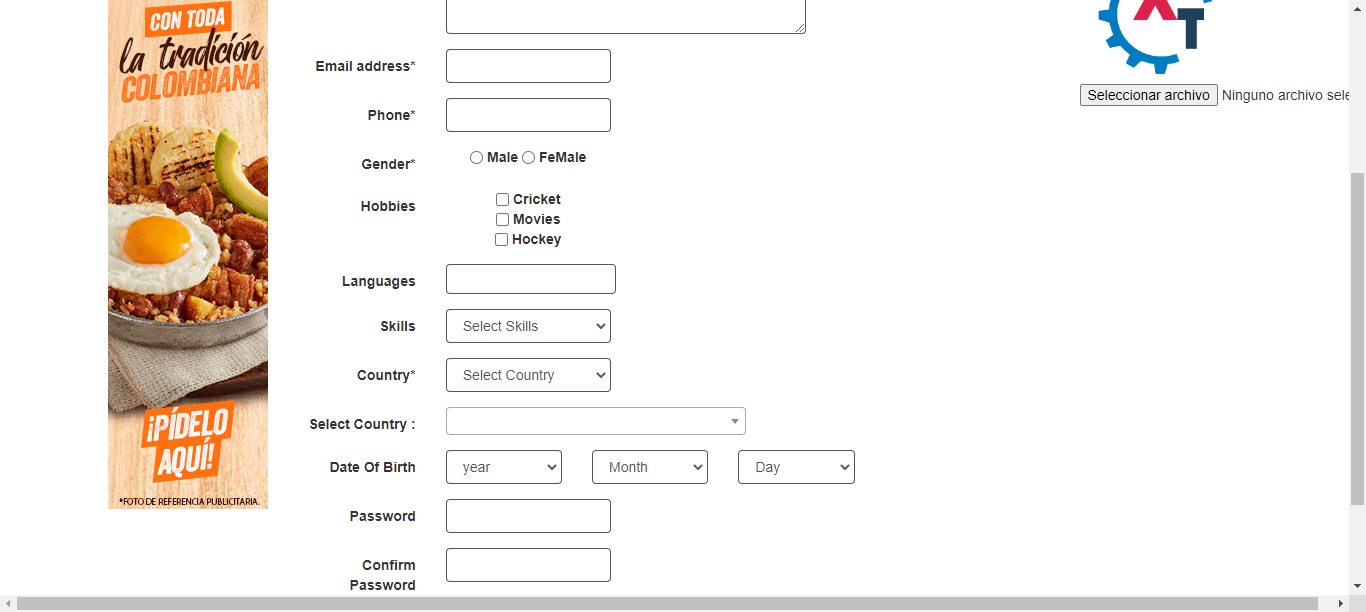 CON TODA
la tradición
COLOMBIANA
¡PÍDELO
AQUÍ!
*FOTO DE REFERENCIA PUBLICITARIA.
Email address*
Phone*
Gender* Male FeMale
Hobbies Cricket
Movies
Hockey
Languages
Skills Select Skills
Country* Select Country
Select Country :
Date Of Birth year Month Day
Password
Confirm
Password
T
Seleccionar archivo Ninguno archivo sele